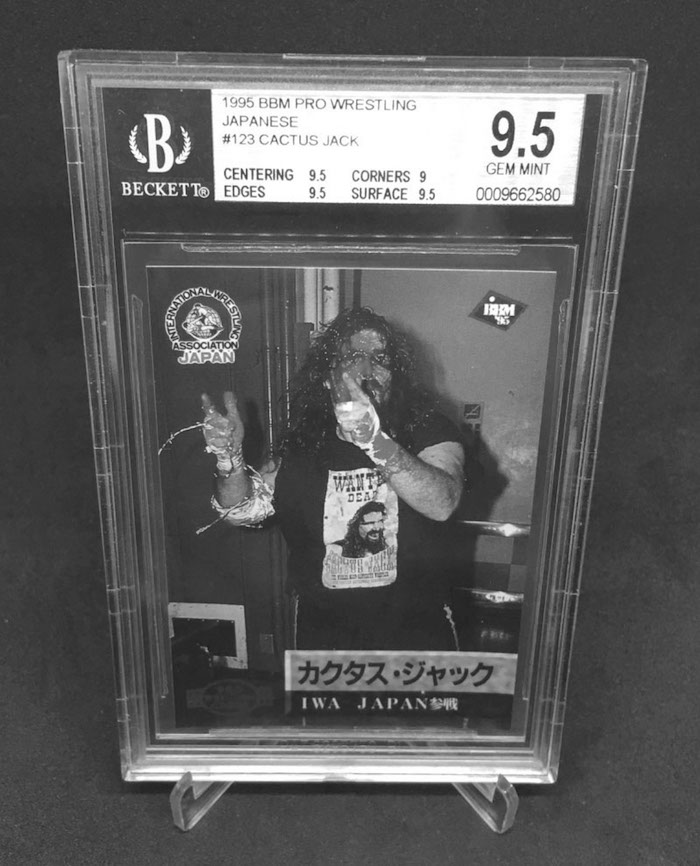 1995 BBM PRO WRESTLING
JAPANESE
#123 CACTUS JACK
CENTERING 9.5 CORNERS 9
EDGES 9.5 SURFACE 9.5
9.5
GEM MINT
0009662580
B
BECKETT®
INTERNATIONAL WRESTLING
ASSOCIATION
JAPAN
BBM
'95
WANTED
DEAD
カクタス・ジャック
IWA JAPAN参戦